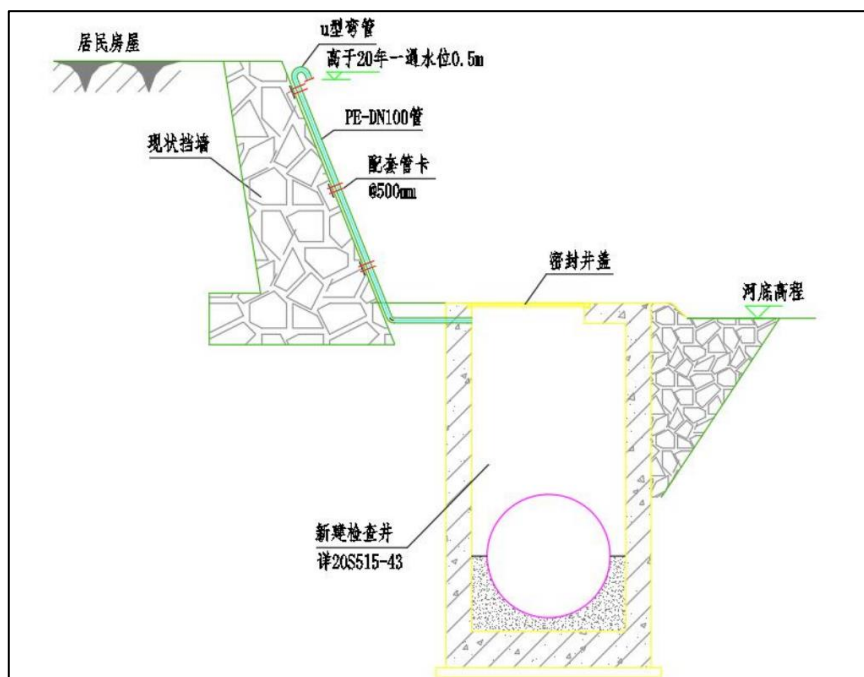 u型弯管
居民房屋
高于20年一遇水位0.5m
PE-DN100管
现状挡墙
配套管卡
@500mm
密封井盖
河底高程
新建检查井
详20S515-43